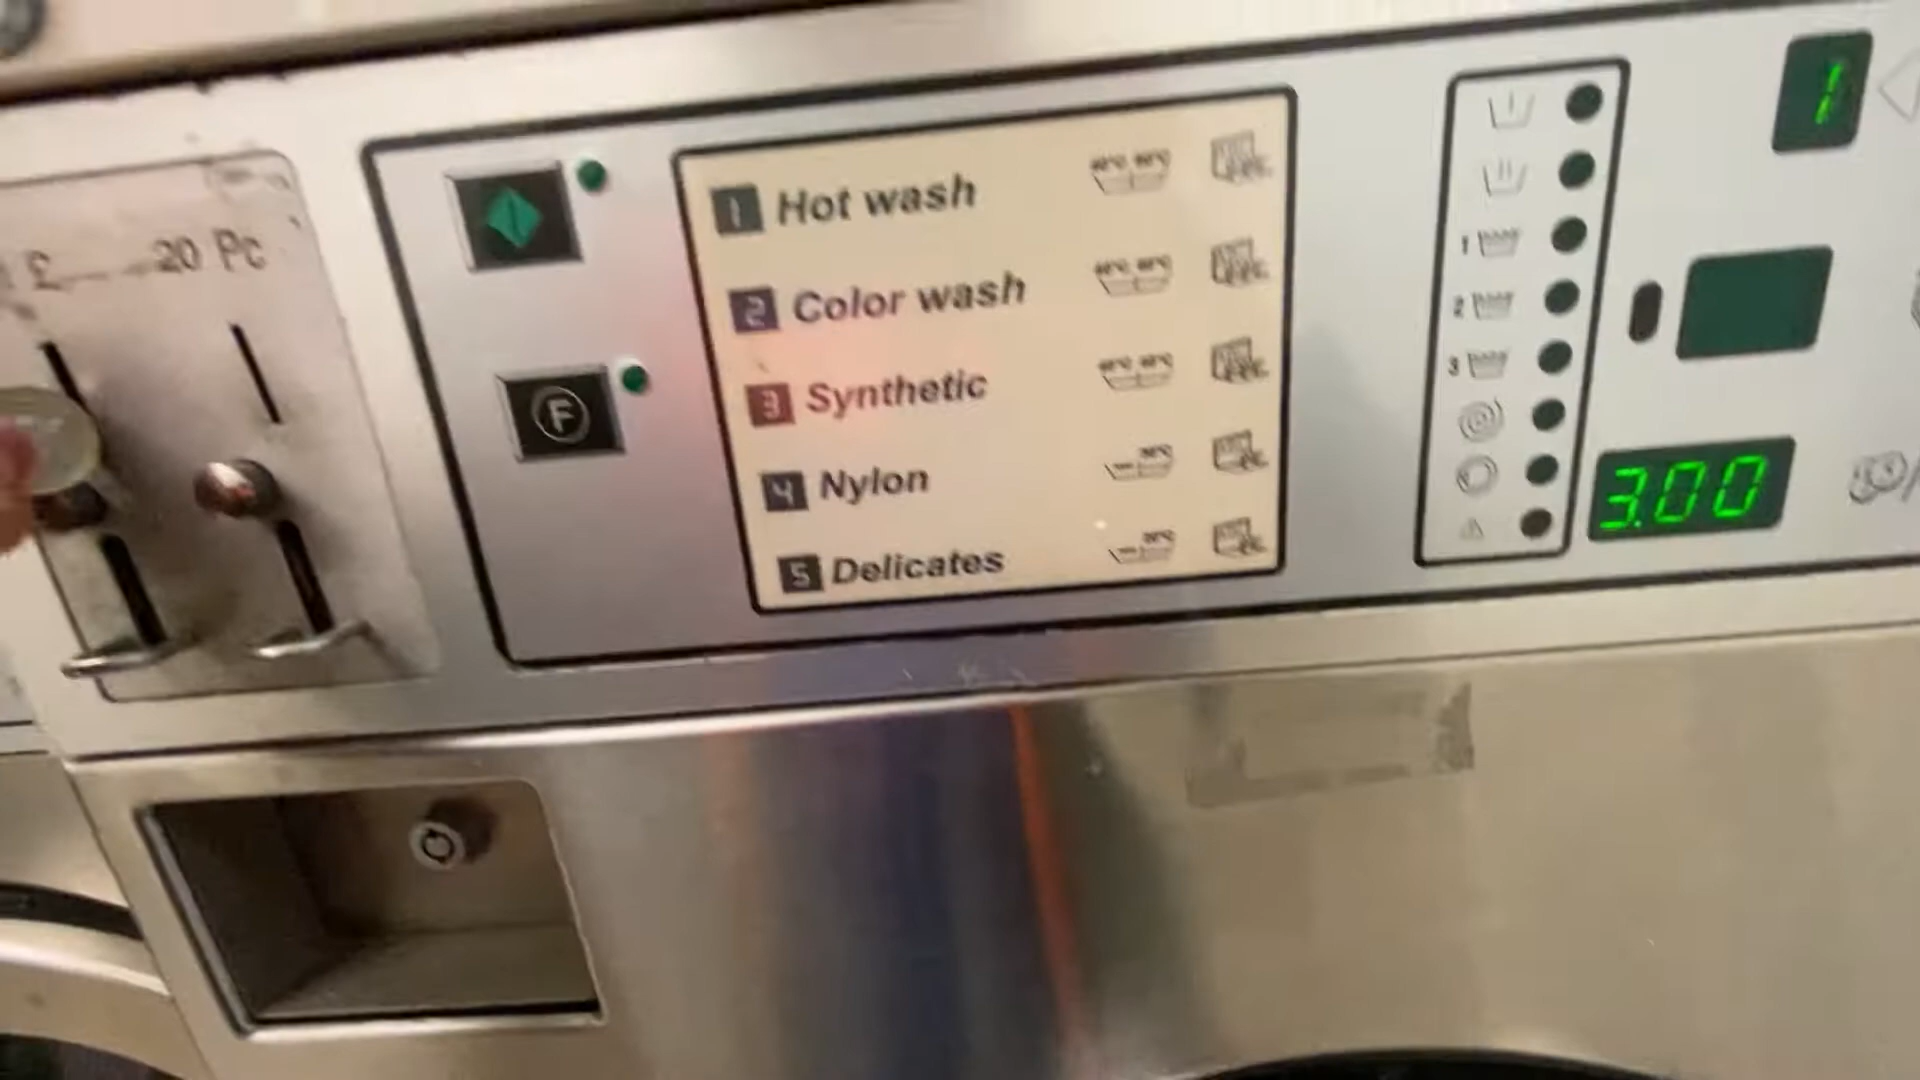 £ 20 Pc
1 Hot wash
2 Color wash
3 Synthetic
4 Nylon
5 Delicates
F
1
2
3
1
3.00